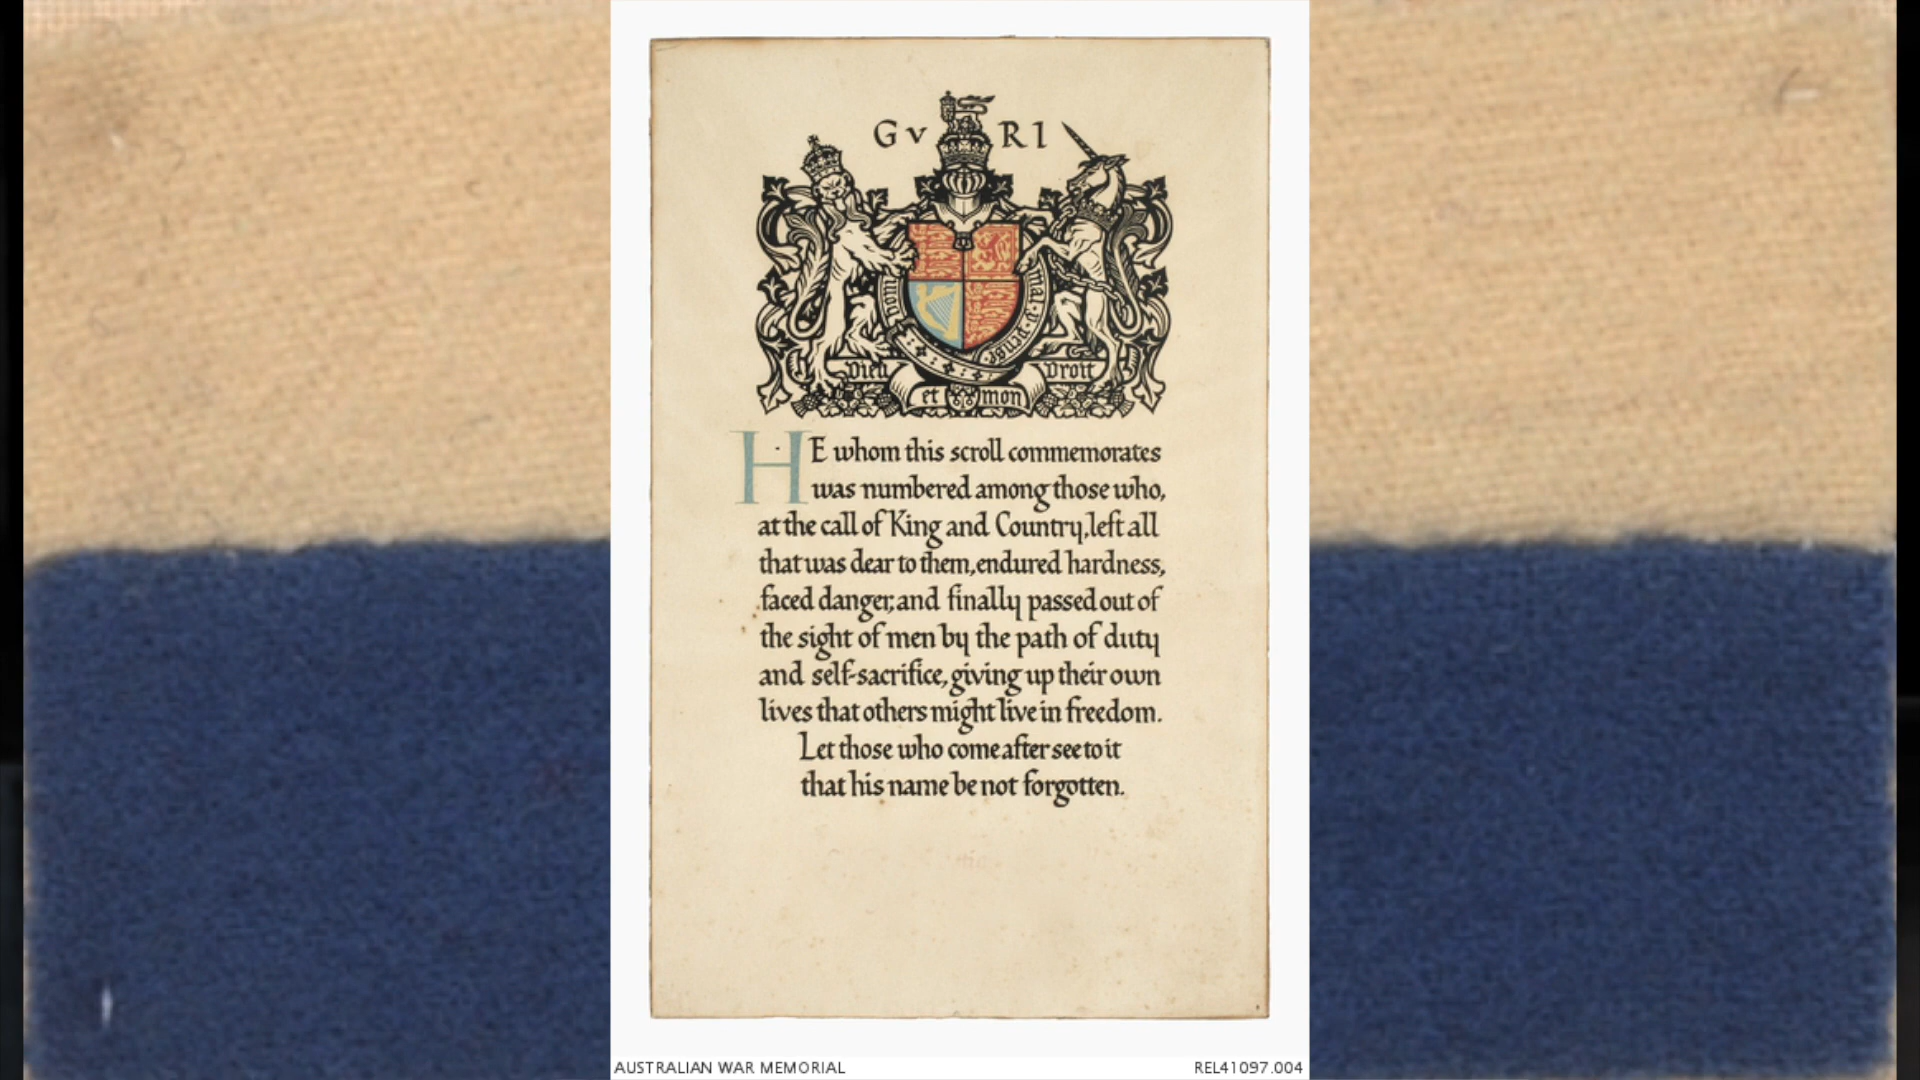 Gv RI
mal · y · pense
Dieu Droit
et mon
HE whom this scroll commemorates
was numbered among those who,
at the call of King and Country, left all
that was dear to them, endured hardness,
faced danger, and finally passed out of
the sight of men by the path of duty
and self-sacrifice, giving up their own
lives that others might live in freedom.
Let those who come after see to it
that his name be not forgotten.
AUSTRALIAN WAR MEMORIAL REL41097.004